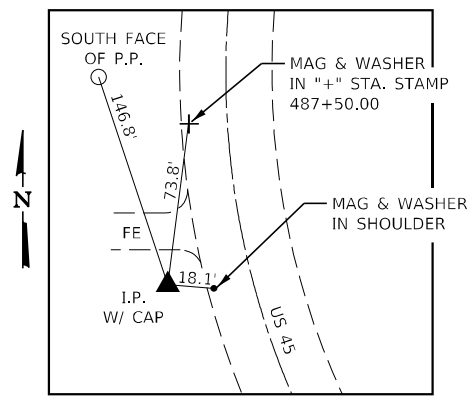 SOUTH FACE
OF P.P.
146.8'
MAG & WASHER
IN "+" STA. STAMP
487+50.00
73.8'
N
MAG & WASHER
IN SHOULDER
FE
18.1'
I.P.
W/ CAP
US 45